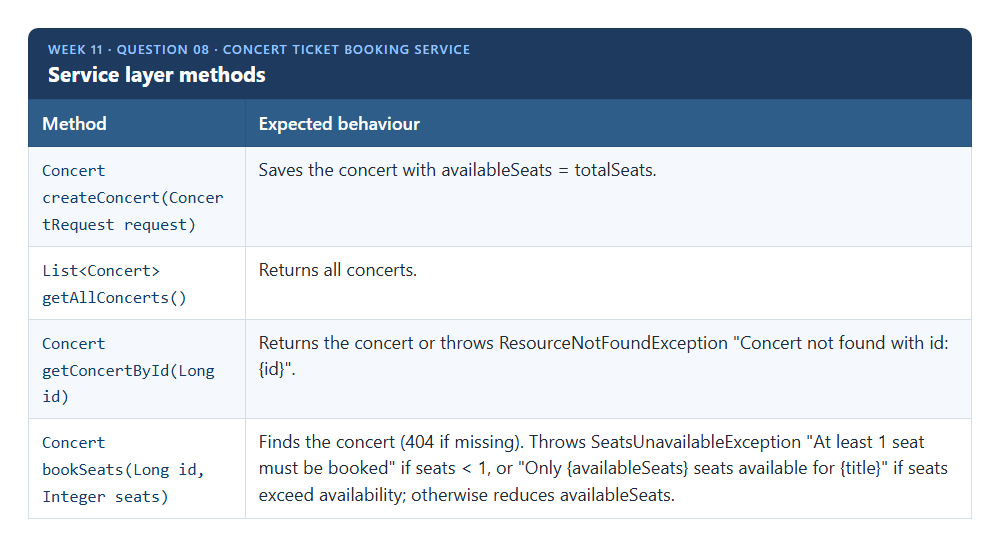 WEEK 11 · QUESTION 08 · CONCERT TICKET BOOKING SERVICE
Service layer methods
Method
Expected behaviour
Concert
createConcert(Concer
tRequest request)
Saves the concert with availableSeats = totalSeats.
List<Concert>
getAllConcerts()
Returns all concerts.
Concert
getConcertById(Long
id)
Returns the concert or throws ResourceNotFoundException "Concert not found with id:
{id}".
Concert
bookSeats(Long id,
Integer seats)
Finds the concert (404 if missing). Throws SeatsUnavailableException "At least 1 seat
must be booked" if seats < 1, or "Only {availableSeats} seats available for {title}" if seats
exceed availability; otherwise reduces availableSeats.